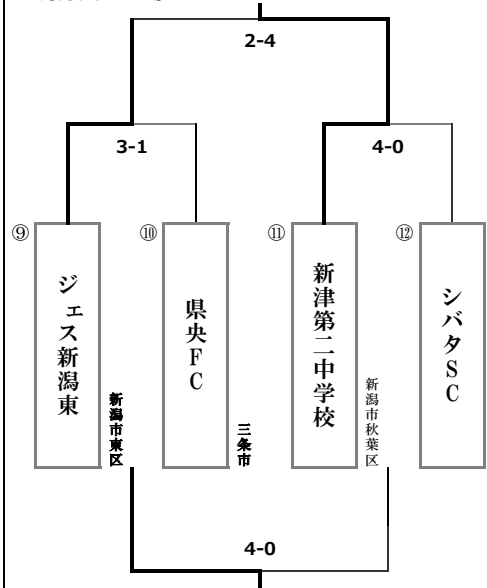 2-4
3-1
4-0
⑨
ジェス新潟東
新潟市東区
⑩
県央FC
三条市
⑪
新津第二中学校
新潟市秋葉区
⑫
シバタSC
4-0